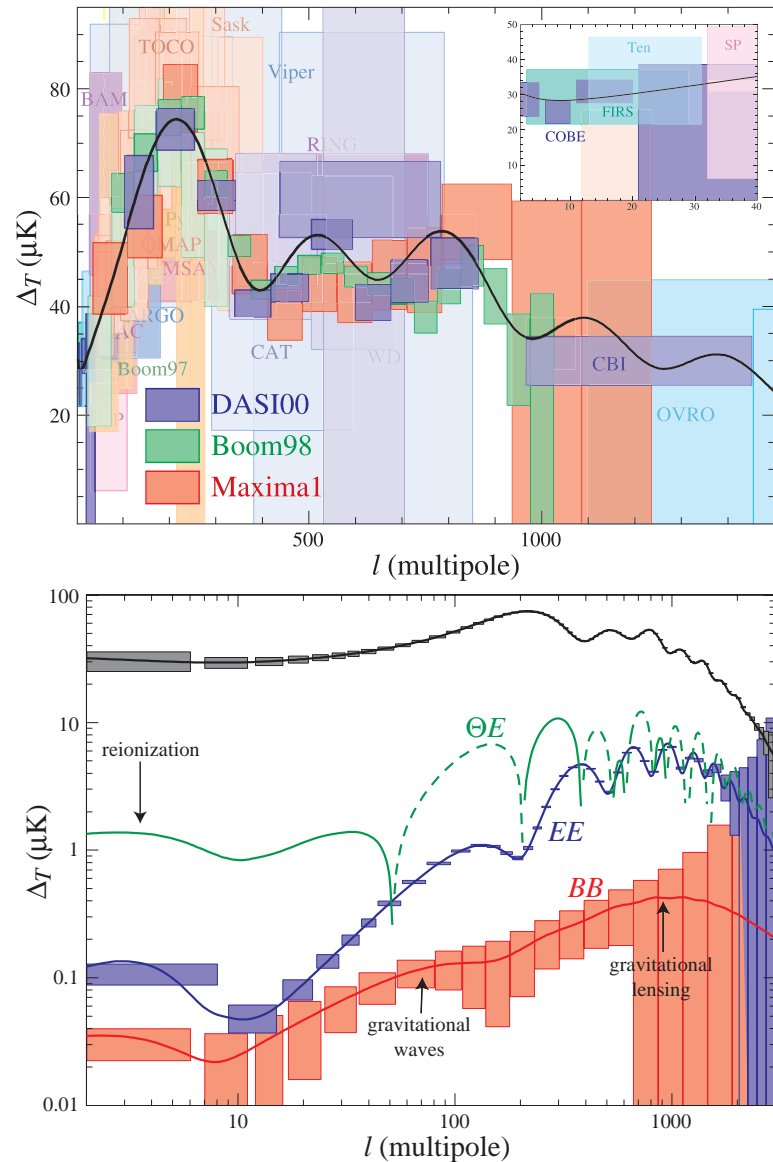 80
60
40
20
Δ_T (μK)
BAM
TOCO
Sask
Viper
RING
Py
QMAP
MSAM
ARGO
AC
Boom97
P
CAT
WD
CBI
OVRO
DASI00
Boom98
Maxima1
500 1000
l (multipole)
50
40
30
20
10
0
Ten
SP
FIRS
COBE
10 20 30 40
100
10
1
0.1
0.01
Δ_T (μK)
reionization
ΘE
EE
BB
gravitational
waves
gravitational
lensing
10 100 1000
l (multipole)